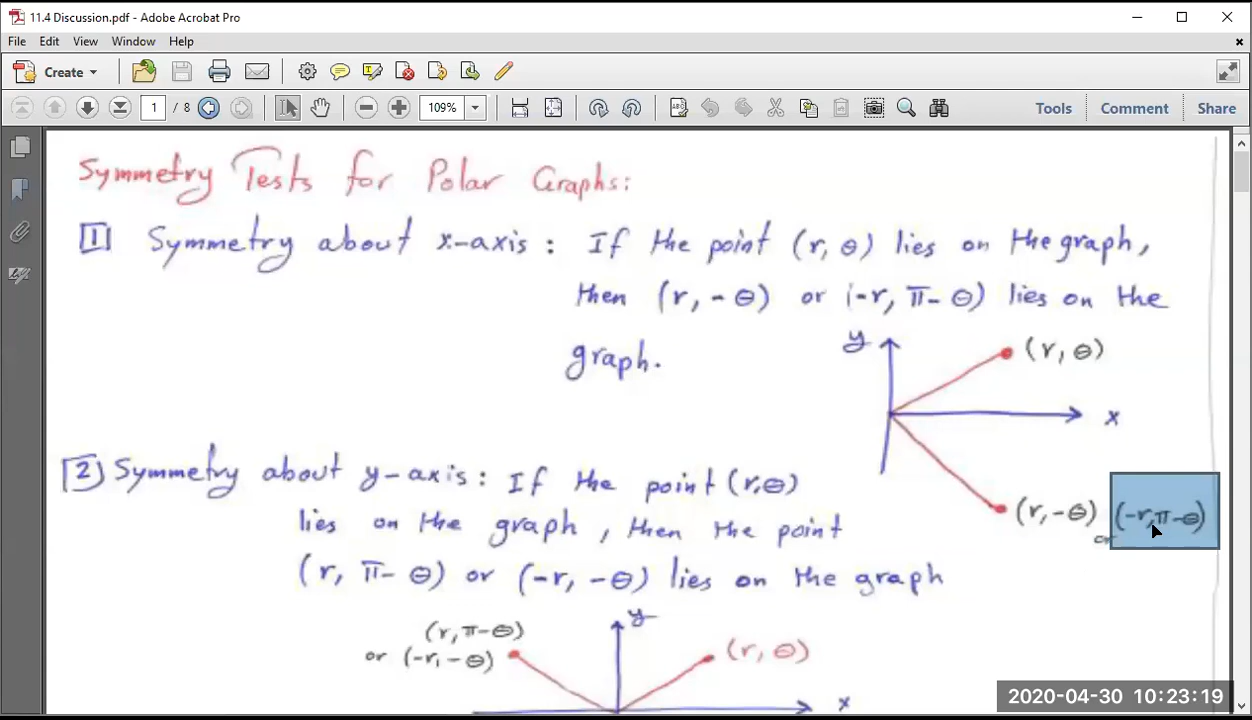 11.4 Discussion.pdf - Adobe Acrobat Pro
File Edit View Window Help
Create
1 / 8 109% Tools Comment Share
Symmetry Tests for Polar Graphs:
1 Symmetry about x-axis : If the point (r, θ) lies on the graph,
then (r, -θ) or (-r, π-θ) lies on the
graph.
y
(r, θ)
x
2 Symmetry about y-axis : If the point (r,θ)
(r, -θ) or (-r, π-θ)
lies on the graph, then the point
(r, π-θ) or (-r, -θ) lies on the graph
y
(r, π-θ)
or (-r, -θ)
(r, θ)
x
2020-04-30 10:23:19